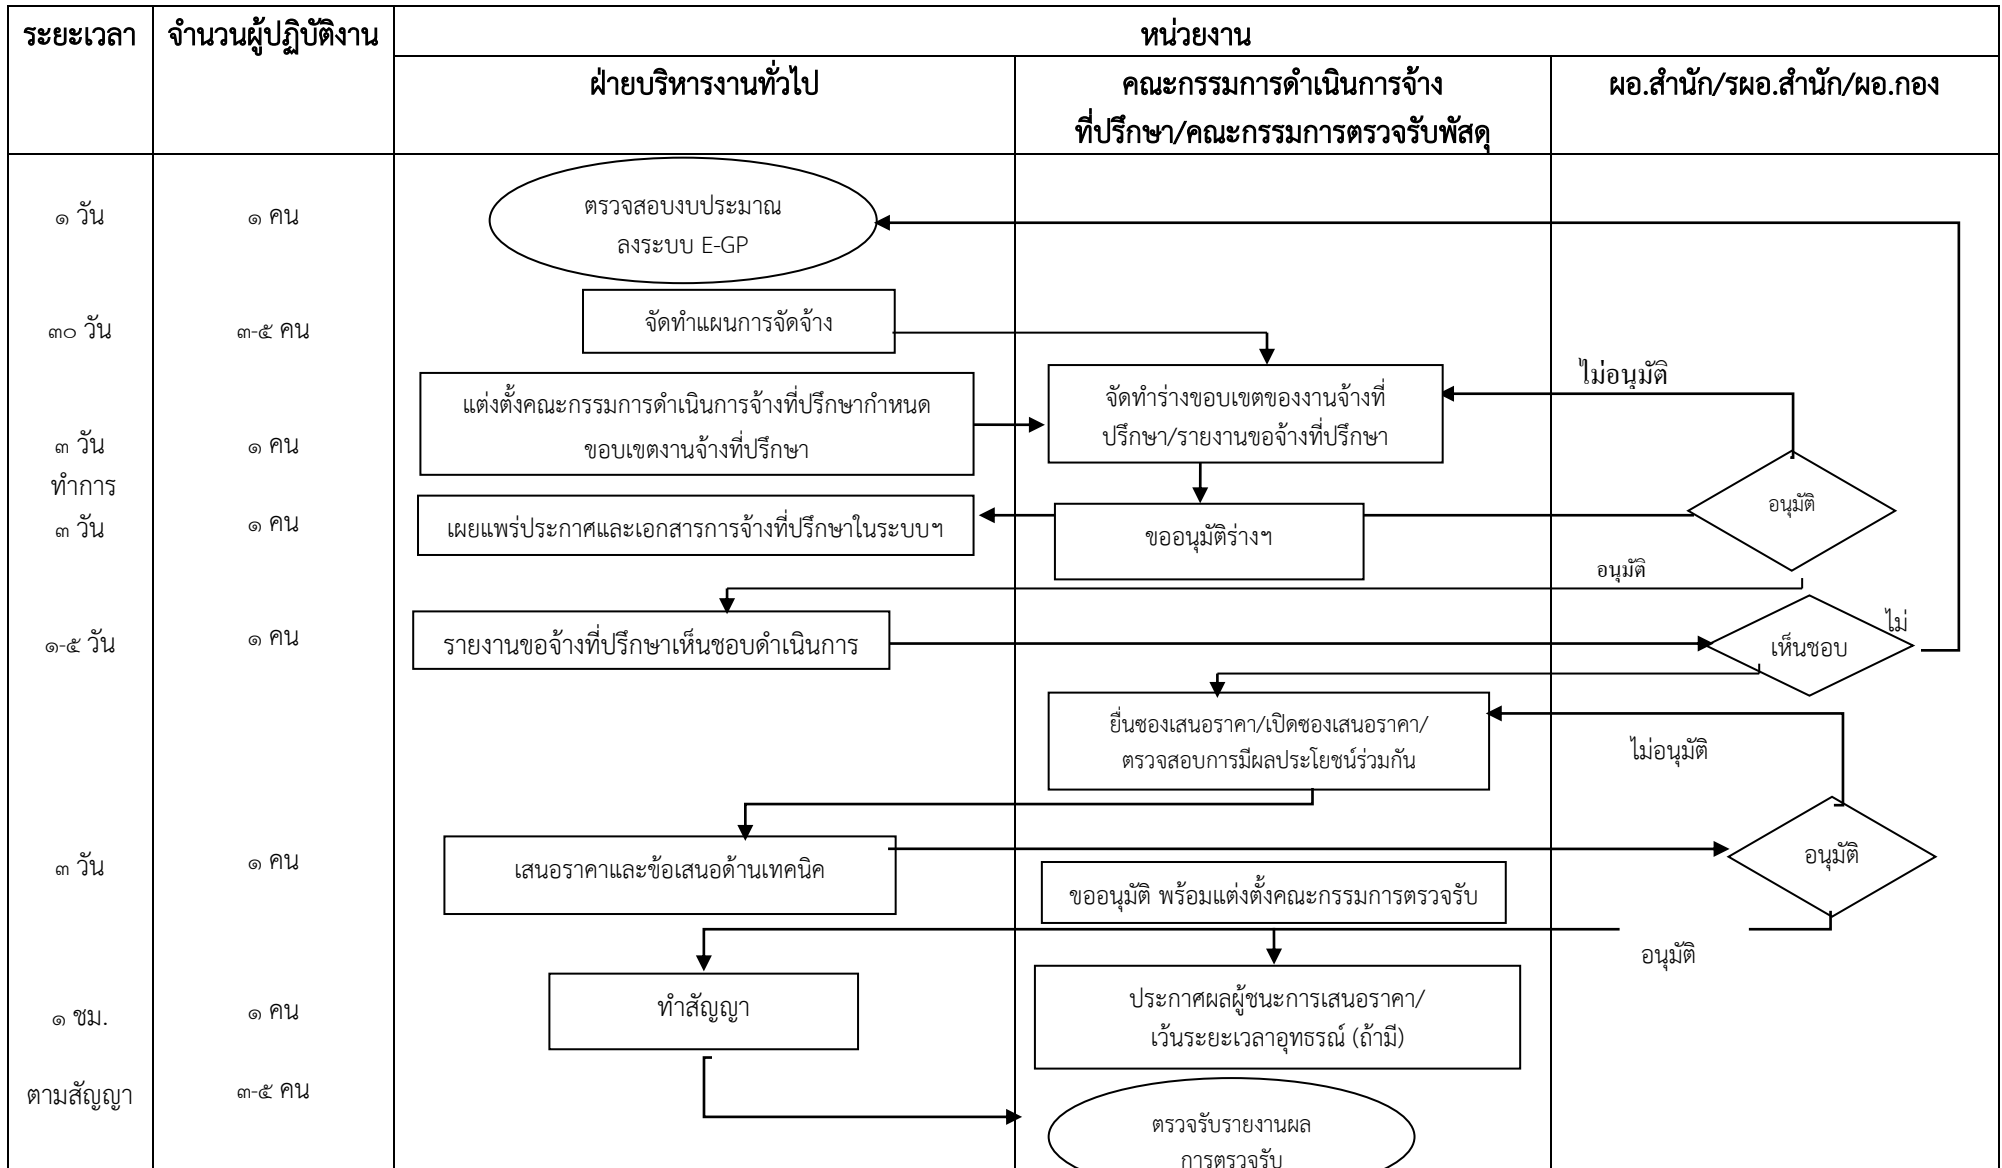 ระยะเวลา
จำนวนผู้ปฏิบัติงาน
หน่วยงาน
ฝ่ายบริหารงานทั่วไป
คณะกรรมการดำเนินการจ้าง
ที่ปรึกษา/คณะกรรมการตรวจรับพัสดุ
ผอ.สำนัก/รผอ.สำนัก/ผอ.กอง
๑ วัน
๑ คน
ตรวจสอบงบประมาณ
ลงระบบ E-GP
๓๐ วัน
๓-๕ คน
จัดทำแผนการจัดจ้าง
แต่งตั้งคณะกรรมการดำเนินการจ้างที่ปรึกษากำหนด
ขอบเขตงานจ้างที่ปรึกษา
จัดทำร่างขอบเขตของงานจ้างที่
ปรึกษา/รายงานขอจ้างที่ปรึกษา
ไม่อนุมัติ
๓ วัน
ทำการ
๑ คน
๓ วัน
๑ คน
เผยแพร่ประกาศและเอกสารการจ้างที่ปรึกษาในระบบฯ
ขออนุมัติร่างฯ
อนุมัติ
อนุมัติ
๑-๕ วัน
๑ คน
รายงานขอจ้างที่ปรึกษาเห็นชอบดำเนินการ
เห็นชอบ
ไม่
ยื่นซองเสนอราคา/เปิดซองเสนอราคา/
ตรวจสอบการมีผลประโยชน์ร่วมกัน
ไม่อนุมัติ
๓ วัน
๑ คน
เสนอราคาและข้อเสนอด้านเทคนิค
ขออนุมัติ พร้อมแต่งตั้งคณะกรรมการตรวจรับ
อนุมัติ
อนุมัติ
๑ ชม.
๑ คน
ทำสัญญา
ประกาศผลผู้ชนะการเสนอราคา/
เว้นระยะเวลาอุทธรณ์ (ถ้ามี)
ตามสัญญา
๓-๕ คน
ตรวจรับรายงานผล
การตรวจรับ